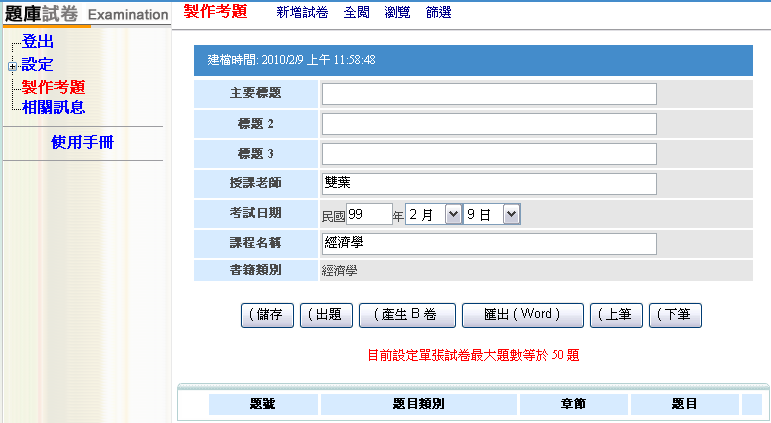 題庫試卷 Examination
登出
設定
製作考題
相關訊息
使用手冊
製作考題 新增試卷 全閱 瀏覽 篩選
建檔時間: 2010/2/9 上午 11:58:48
主要標題
標題 2
標題 3
授課老師 雙葉
考試日期 民國 99 年 2 月 9 日
課程名稱 經濟學
書籍類別 經濟學
(儲存 (出題 (產生 B 卷 匯出 ( Word ) (上筆 (下筆
目前設定單張試卷最大題數等於 50 題
題號 題目類別 章節 題目